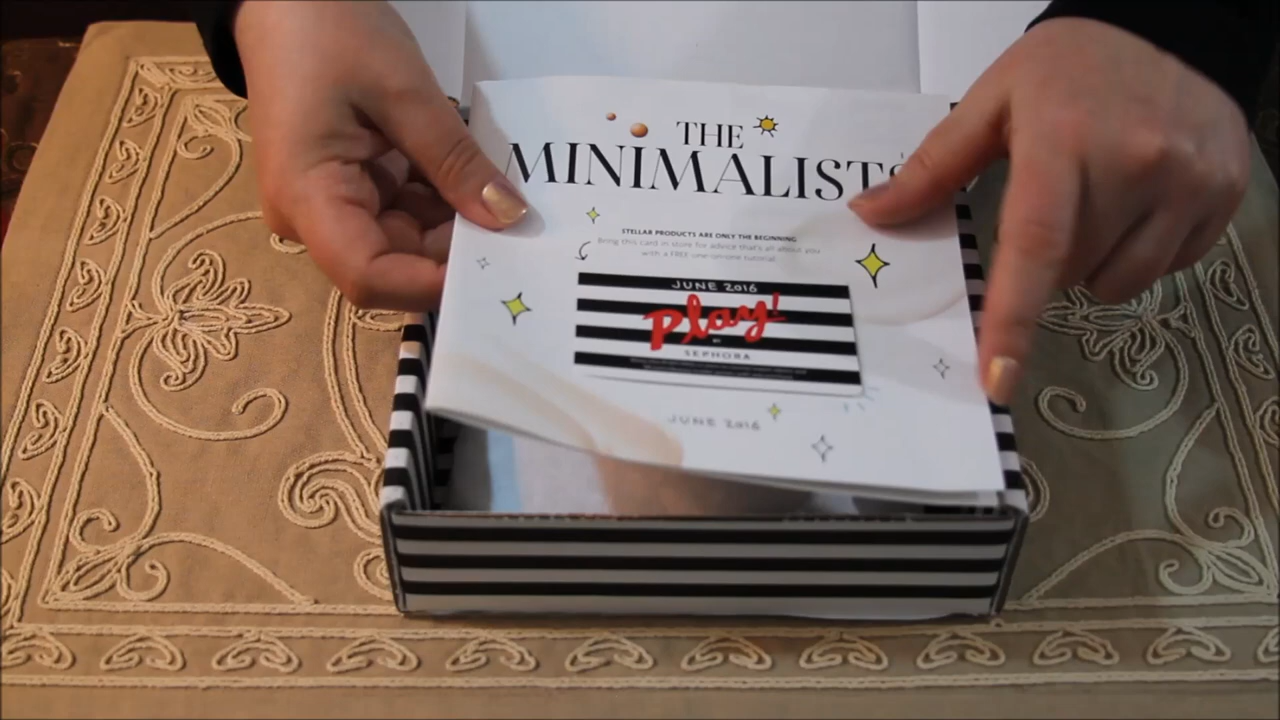 THE
MINIMALISTS
STELLAR PRODUCTS ARE ONLY THE BEGINNING
Bring this card in store for advice that's all about you
with a FREE one-on-one tutorial.
JUNE 2016
Play!
BY
SEPHORA
JUNE 2016